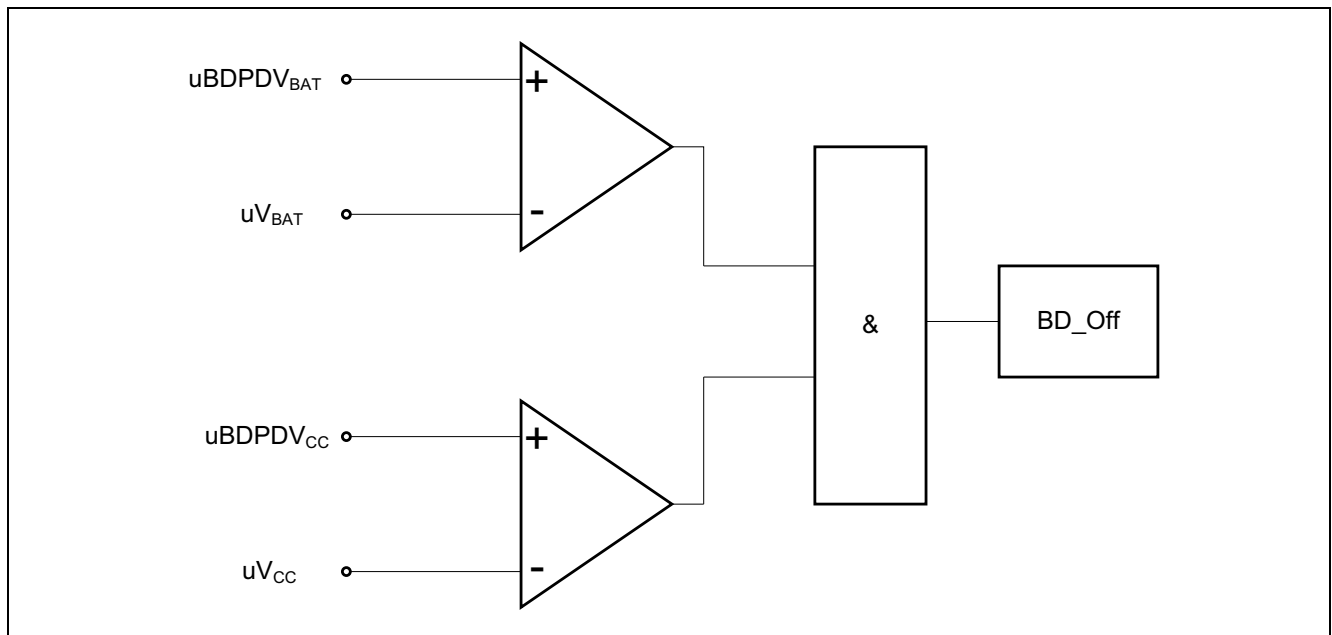 uBDPDVBAT
+
uVBAT
-
&
BD_Off
uBDPDVCC
+
uVCC
-